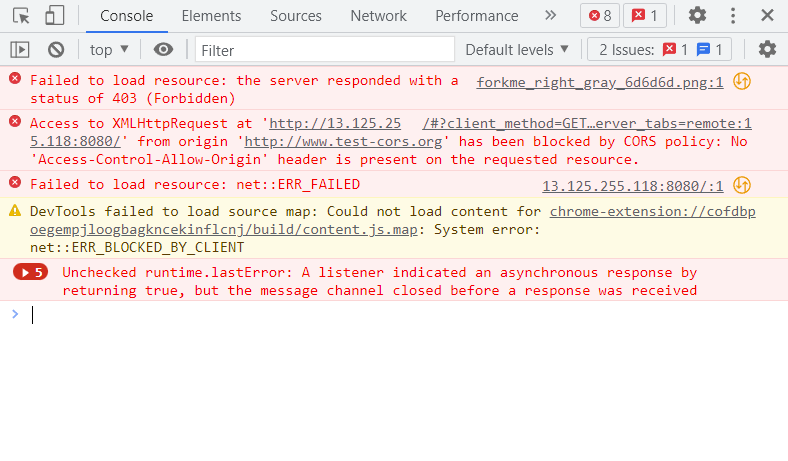 Console Elements Sources Network Performance 8 1
top Filter Default levels 2 Issues: 1 1
Failed to load resource: the server responded with a forkme_right_gray_6d6d6d.png:1
status of 403 (Forbidden)
Access to XMLHttpRequest at 'http://13.125.25 /#?client_method=GET…erver_tabs=remote:1
5.118:8080/' from origin 'http://www.test-cors.org' has been blocked by CORS policy: No
'Access-Control-Allow-Origin' header is present on the requested resource.
Failed to load resource: net::ERR_FAILED 13.125.255.118:8080/:1
DevTools failed to load source map: Could not load content for chrome-extension://cofdbp
oegempjloogbagkncekinflcnj/build/content.js.map: System error:
net::ERR_BLOCKED_BY_CLIENT
5 Unchecked runtime.lastError: A listener indicated an asynchronous response by
returning true, but the message channel closed before a response was received